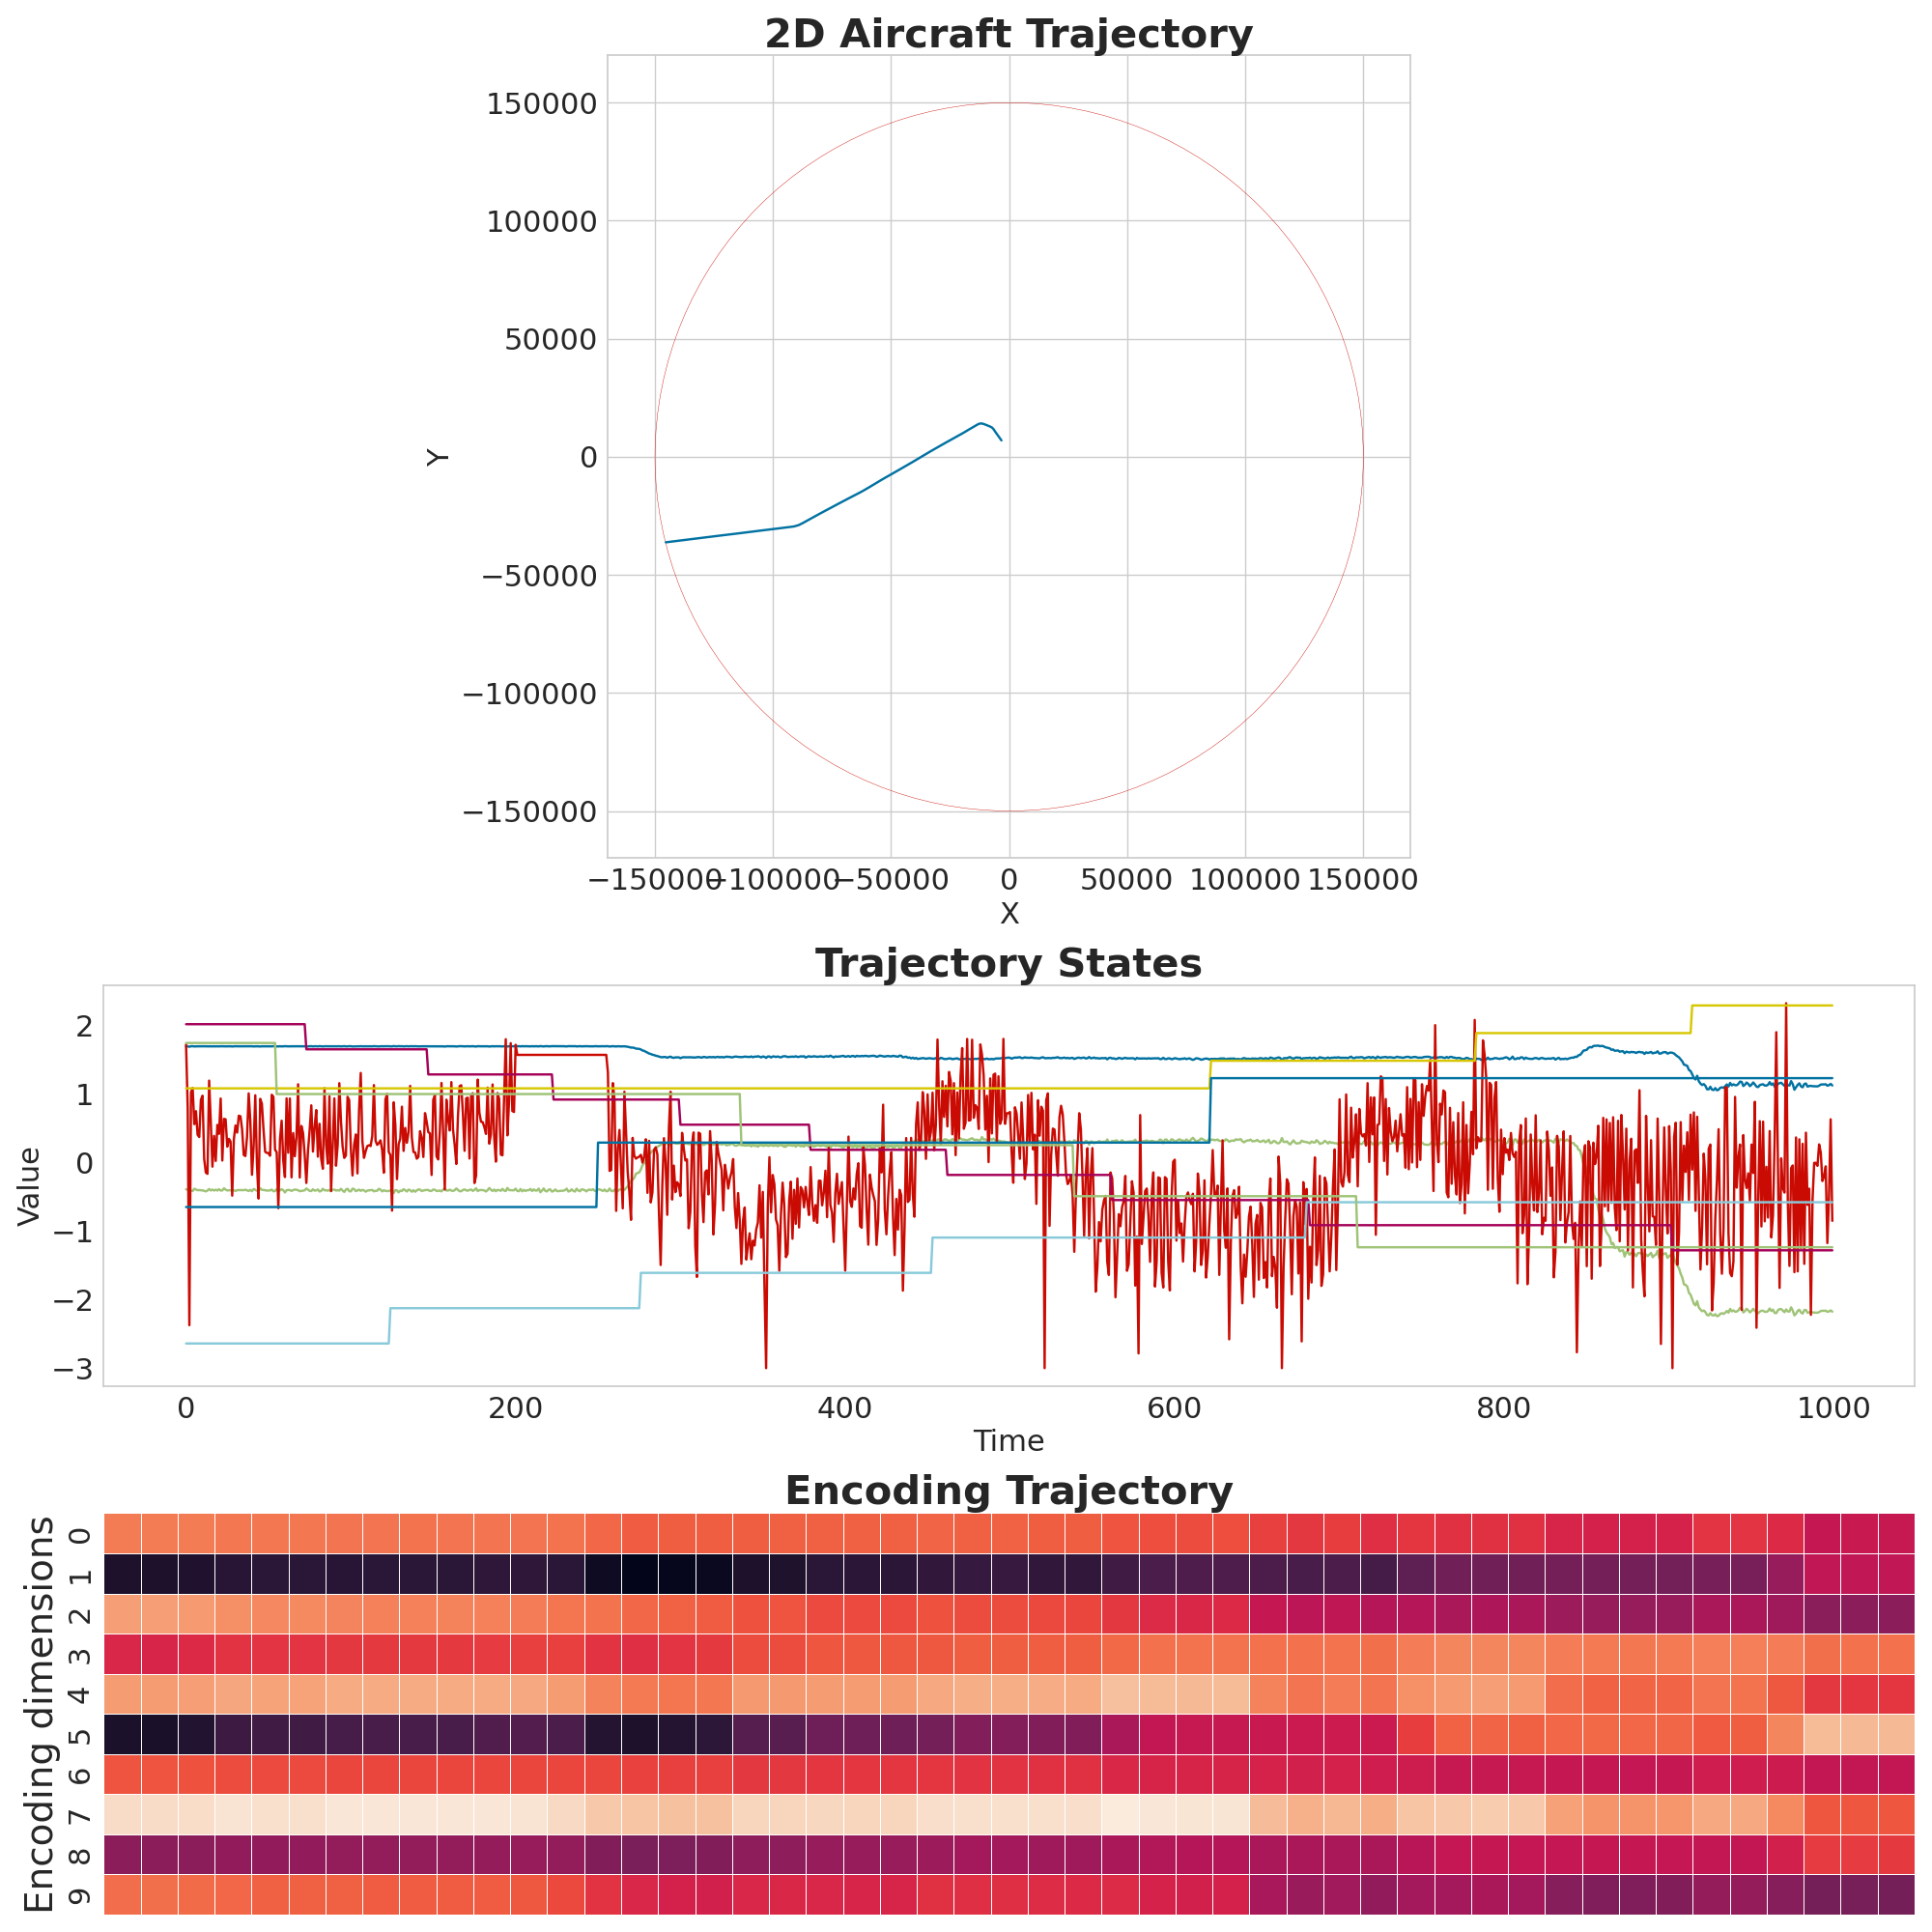 2D Aircraft Trajectory
150000
100000
50000
0
−50000
−100000
−150000
Y
−150000 −100000 −50000 0 50000 100000 150000
X
Trajectory States
2
1
0
−1
−2
−3
Value
0 200 400 600 800 1000
Time
Encoding Trajectory
0
1
2
3
4
5
6
7
8
9
Encoding dimensions